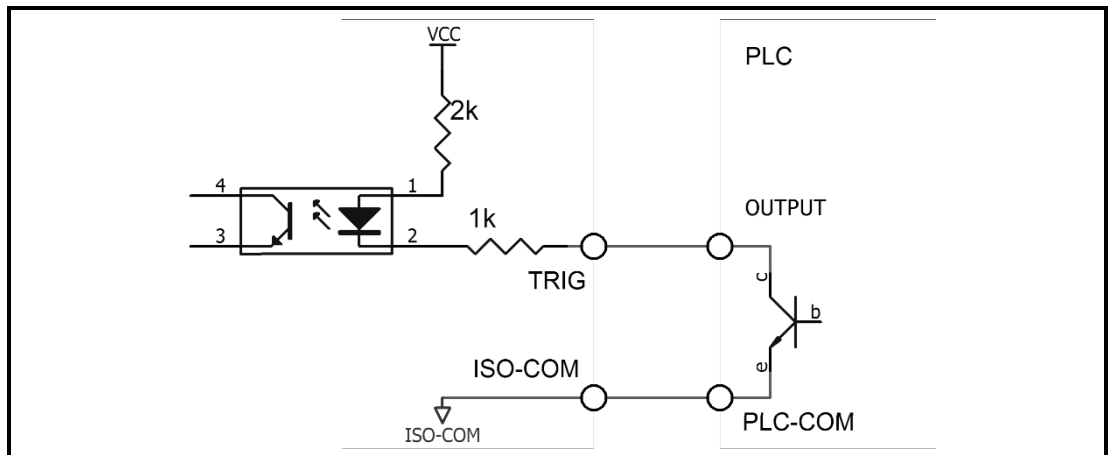 VCC
PLC
2k
4
1
OUTPUT
1k
3
2
TRIG
c
b
e
ISO-COM
PLC-COM
ISO-COM